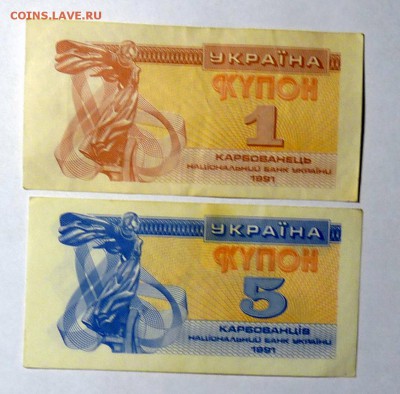 COINS.LAVE.RU
УКРАЇНА
КУПОН
1
КАРБОВАНЕЦЬ
НАЦІОНАЛЬНИЙ БАНК УКРАЇНИ
1991
УКРАЇНА
КУПОН
5
КАРБОВАНЦІВ
НАЦІОНАЛЬНИЙ БАНК УКРАЇНИ
1991